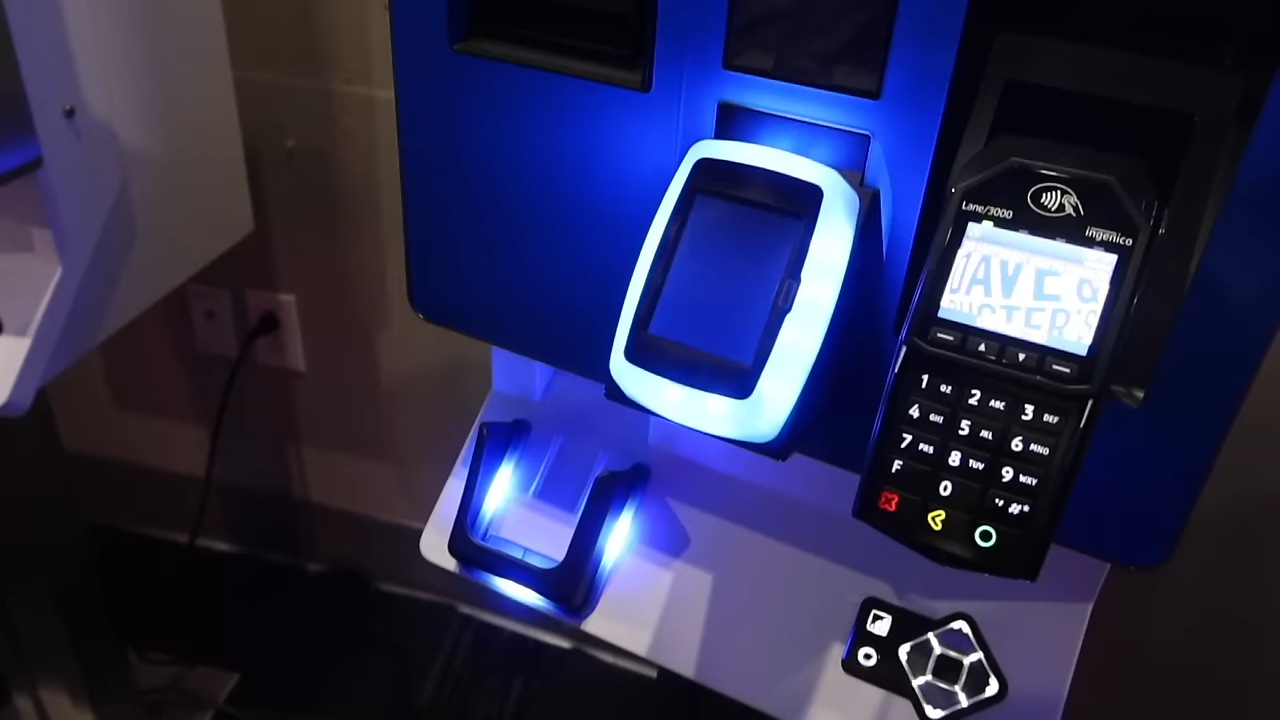 Lane/3000
ingenico
DAVE &
BUSTER'S
1 QZ 2 ABC 3 DEF
4 GHI 5 JKL 6 MNO
7 PRS 8 TUV 9 WXY
F 0 *,#"